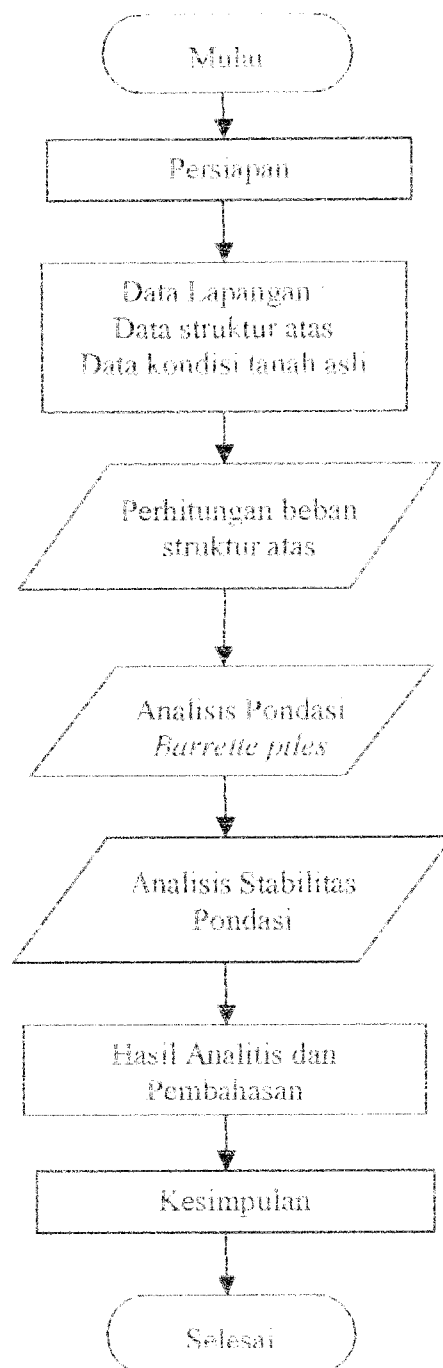 Mulai
Persiapan
Data Lapangan :
Data struktur atas
Data kondisi tanah asli
Perhitungan beban
struktur atas
Analisis Pondasi
Barrette piles
Analisis Stabilitas
Pondasi
Hasil Analitis dan
Pembahasan
Kesimpulan
Selesai